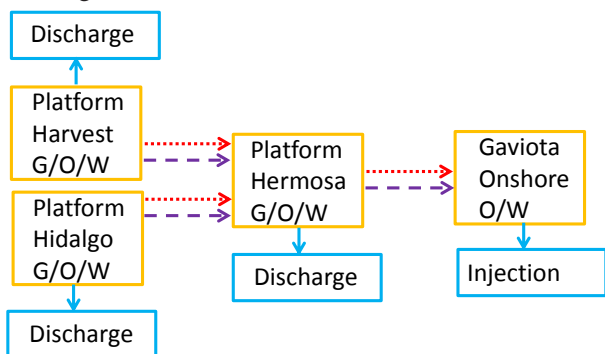 Discharge
Platform
Harvest
G/O/W
Platform
Hidalgo
G/O/W
Discharge
Platform
Hermosa
G/O/W
Discharge
Gaviota
Onshore
O/W
Injection